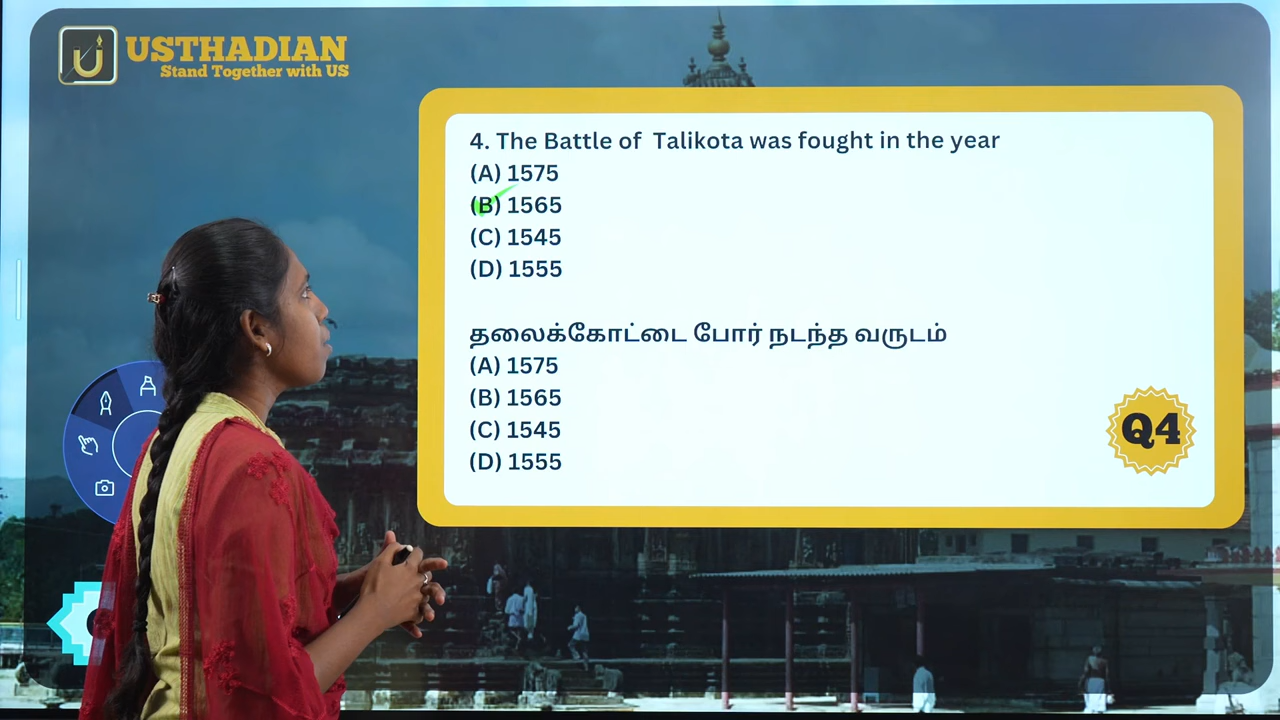 USTHADIAN
Stand Together with US
4. The Battle of Talikota was fought in the year
(A) 1575
(B) 1565
(C) 1545
(D) 1555
தலைக்கோட்டை போர் நடந்த வருடம்
(A) 1575
(B) 1565
(C) 1545
(D) 1555
Q4